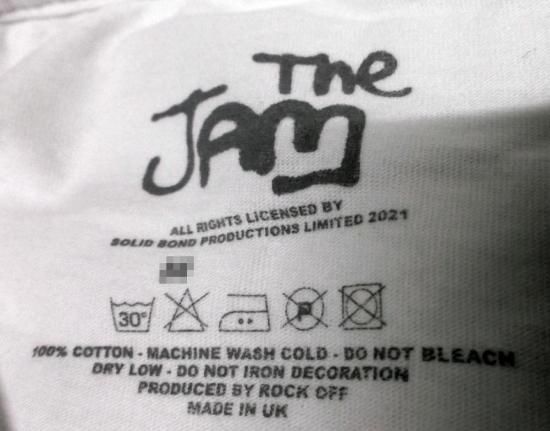 The
JAM
ALL RIGHTS LICENSED BY
SOLID BOND PRODUCTIONS LIMITED 2021
30°
P
100% COTTON - MACHINE WASH COLD - DO NOT BLEACH
DRY LOW - DO NOT IRON DECORATION
PRODUCED BY ROCK OFF
MADE IN UK